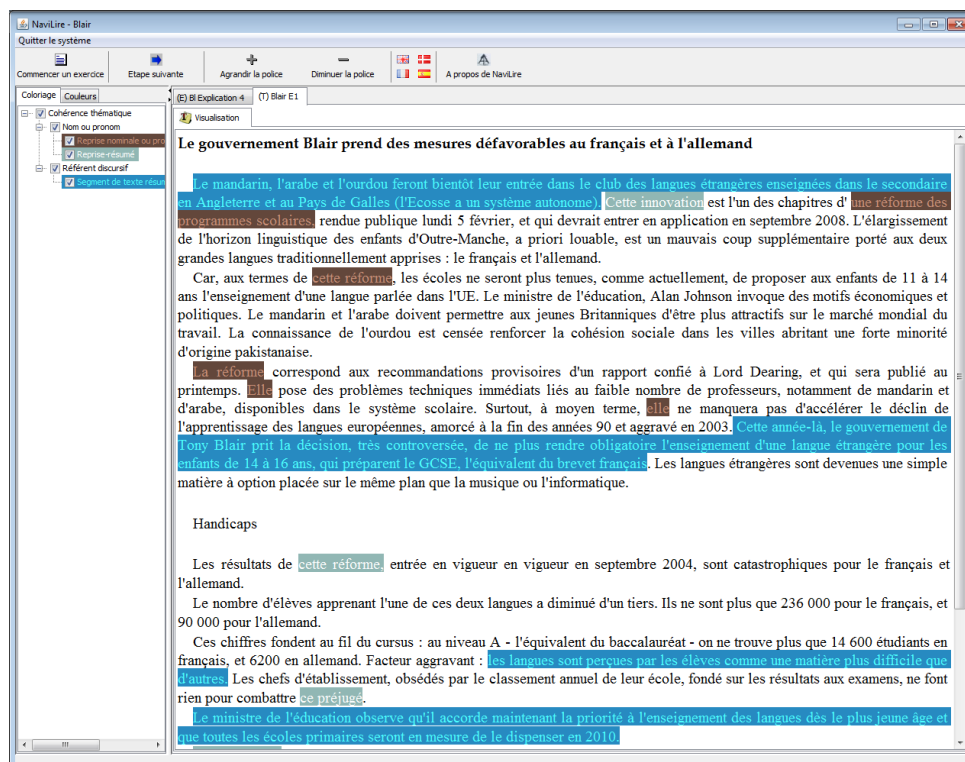 NaviLire - Blair
Quitter le système
Commencer un exercice
Etape suivante
Agrandir la police
Diminuer la police
A propos de NaviLire
Coloriage
Couleurs
(E) Bl Explication 4
(T) Blair E1
Cohérence thématique
Nom ou pronom
Reprise nominale ou pro
Reprise-résumé
Référent discursif
Segment de texte résun
Visualisation
Le gouvernement Blair prend des mesures défavorables au français et à l'allemand
Le mandarin, l'arabe et l'ourdou feront bientôt leur entrée dans le club des langues étrangères enseignées dans le secondaire
en Angleterre et au Pays de Galles (l'Ecosse a un système autonome). Cette innovation est l'un des chapitres d' une réforme des
programmes scolaires, rendue publique lundi 5 février, et qui devrait entrer en application en septembre 2008. L'élargissement
de l'horizon linguistique des enfants d'Outre-Manche, a priori louable, est un mauvais coup supplémentaire porté aux deux
grandes langues traditionnellement apprises : le français et l'allemand.
Car, aux termes de cette réforme, les écoles ne seront plus tenues, comme actuellement, de proposer aux enfants de 11 à 14
ans l'enseignement d'une langue parlée dans l'UE. Le ministre de l'éducation, Alan Johnson invoque des motifs économiques et
politiques. Le mandarin et l'arabe doivent permettre aux jeunes Britanniques d'être plus attractifs sur le marché mondial du
travail. La connaissance de l'ourdou est censée renforcer la cohésion sociale dans les villes abritant une forte minorité
d'origine pakistanaise.
La réforme correspond aux recommandations provisoires d'un rapport confié à Lord Dearing, et qui sera publié au
printemps. Elle pose des problèmes techniques immédiats liés au faible nombre de professeurs, notamment de mandarin et
d'arabe, disponibles dans le système scolaire. Surtout, à moyen terme, elle ne manquera pas d'accélérer le déclin de
l'apprentissage des langues européennes, amorcé à la fin des années 90 et aggravé en 2003. Cette année-là, le gouvernement de
Tony Blair prit la décision, très controversée, de ne plus rendre obligatoire l'enseignement d'une langue étrangère pour les
enfants de 14 à 16 ans, qui préparent le GCSE, l'équivalent du brevet français. Les langues étrangères sont devenues une simple
matière à option placée sur le même plan que la musique ou l'informatique.
Handicaps
Les résultats de cette réforme, entrée en vigueur en vigueur en septembre 2004, sont catastrophiques pour le français et
l'allemand.
Le nombre d'élèves apprenant l'une de ces deux langues a diminué d'un tiers. Ils ne sont plus que 236 000 pour le français, et
90 000 pour l'allemand.
Ces chiffres fondent au fil du cursus : au niveau A - l'équivalent du baccalauréat - on ne trouve plus que 14 600 étudiants en
français, et 6200 en allemand. Facteur aggravant : les langues sont perçues par les élèves comme une matière plus difficile que
d'autres. Les chefs d'établissement, obsédés par le classement annuel de leur école, fondé sur les résultats aux examens, ne font
rien pour combattre ce préjugé.
Le ministre de l'éducation observe qu'il accorde maintenant la priorité à l'enseignement des langues dès le plus jeune âge et
que toutes les écoles primaires seront en mesure de le dispenser en 2010.